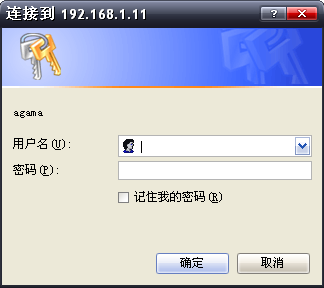 连接到 192.168.1.11
agama
用户名(U):
密码(P):
记住我的密码(R)
确定 取消